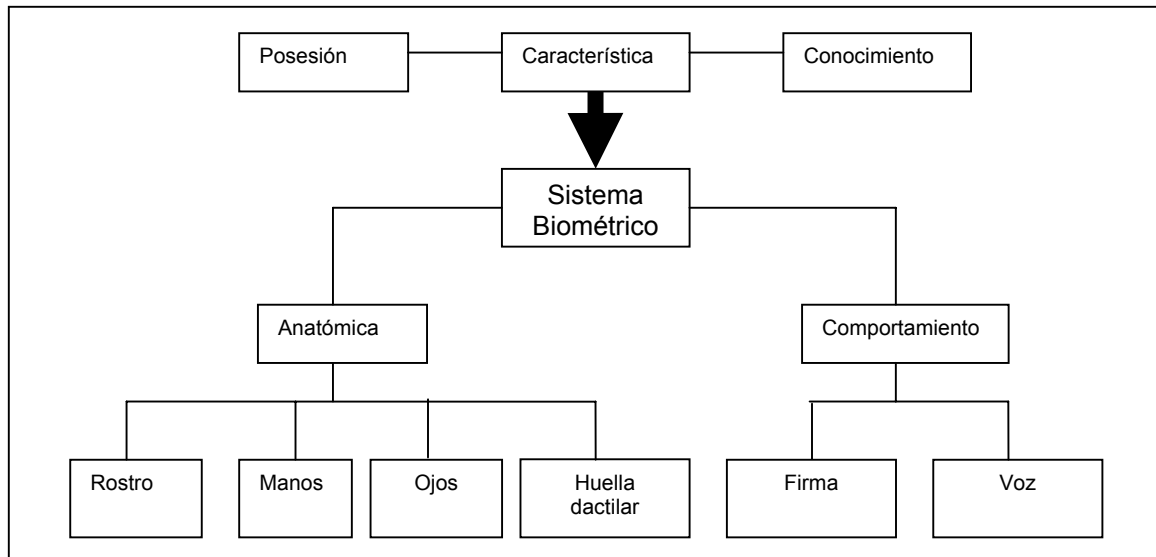 Posesión
Característica
Conocimiento
Sistema
Biométrico
Anatómica
Comportamiento
Rostro
Manos
Ojos
Huella
dactilar
Firma
Voz